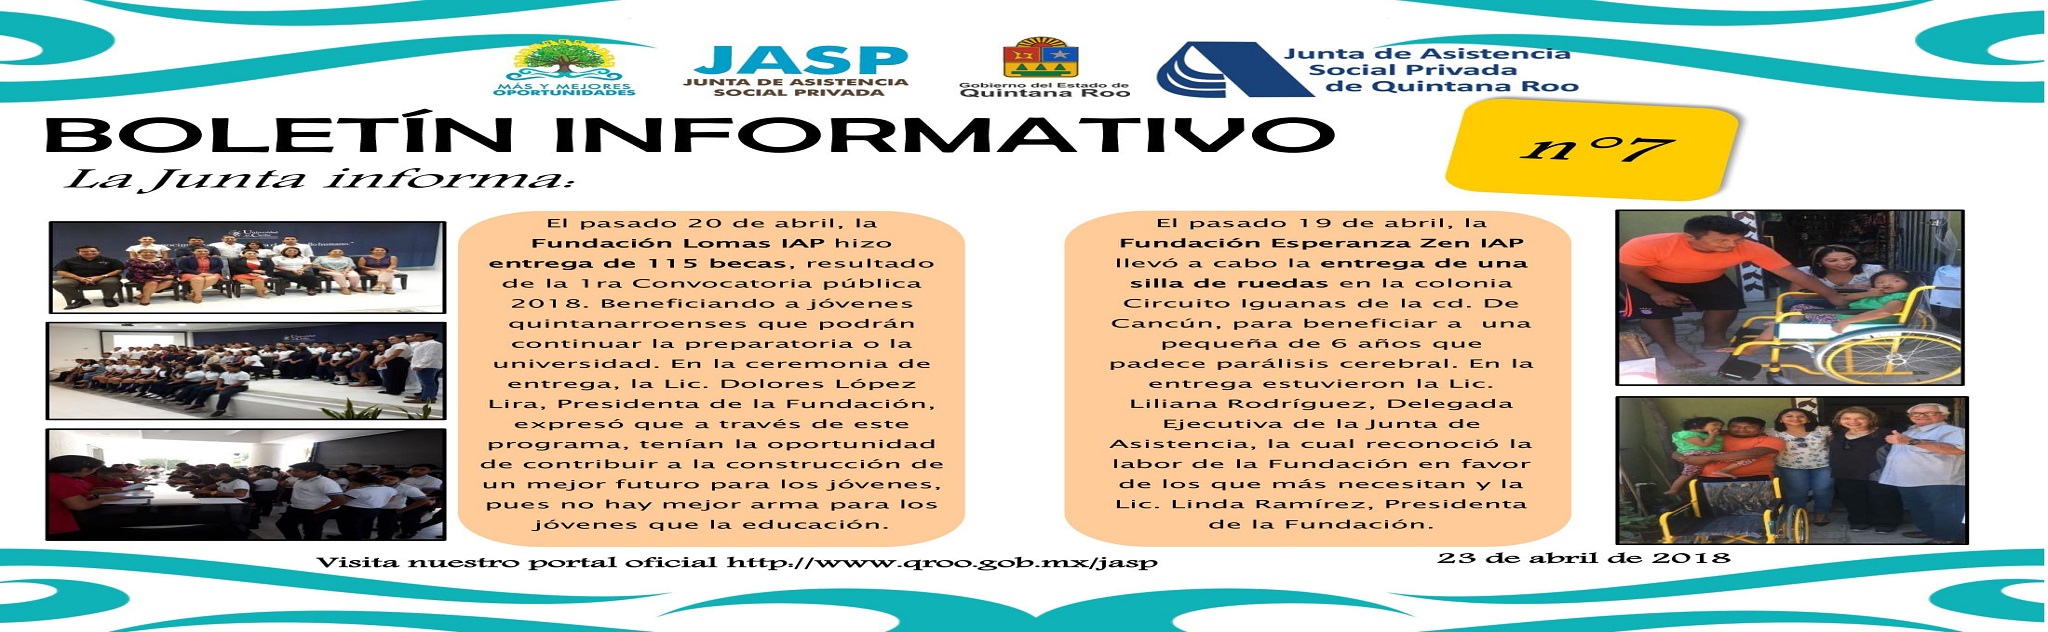 MÁS Y MEJORES
OPORTUNIDADES
JASP
JUNTA DE ASISTENCIA
SOCIAL PRIVADA
Gobierno del Estado de
Quintana Roo
Junta de Asistencia
Social Privada
de Quintana Roo
BOLETÍN INFORMATIVO
nº7
La Junta informa:
El pasado 20 de abril, la
Fundación Lomas IAP hizo
entrega de 115 becas, resultado
de la 1ra Convocatoria pública
2018. Beneficiando a jóvenes
quintanarroenses que podrán
continuar la preparatoria o la
universidad. En la ceremonia de
entrega, la Lic. Dolores López
Lira, Presidenta de la Fundación,
expresó que a través de este
programa, tenían la oportunidad
de contribuir a la construcción de
un mejor futuro para los jóvenes,
pues no hay mejor arma para los
jóvenes que la educación.
El pasado 19 de abril, la
Fundación Esperanza Zen IAP
llevó a cabo la entrega de una
silla de ruedas en la colonia
Circuito Iguanas de la cd. De
Cancún, para beneficiar a una
pequeña de 6 años que
padece parálisis cerebral. En la
entrega estuvieron la Lic.
Liliana Rodríguez, Delegada
Ejecutiva de la Junta de
Asistencia, la cual reconoció la
labor de la Fundación en favor
de los que más necesitan y la
Lic. Linda Ramírez, Presidenta
de la Fundación.
Visita nuestro portal oficial http://www.qroo.gob.mx/jasp
23 de abril de 2018